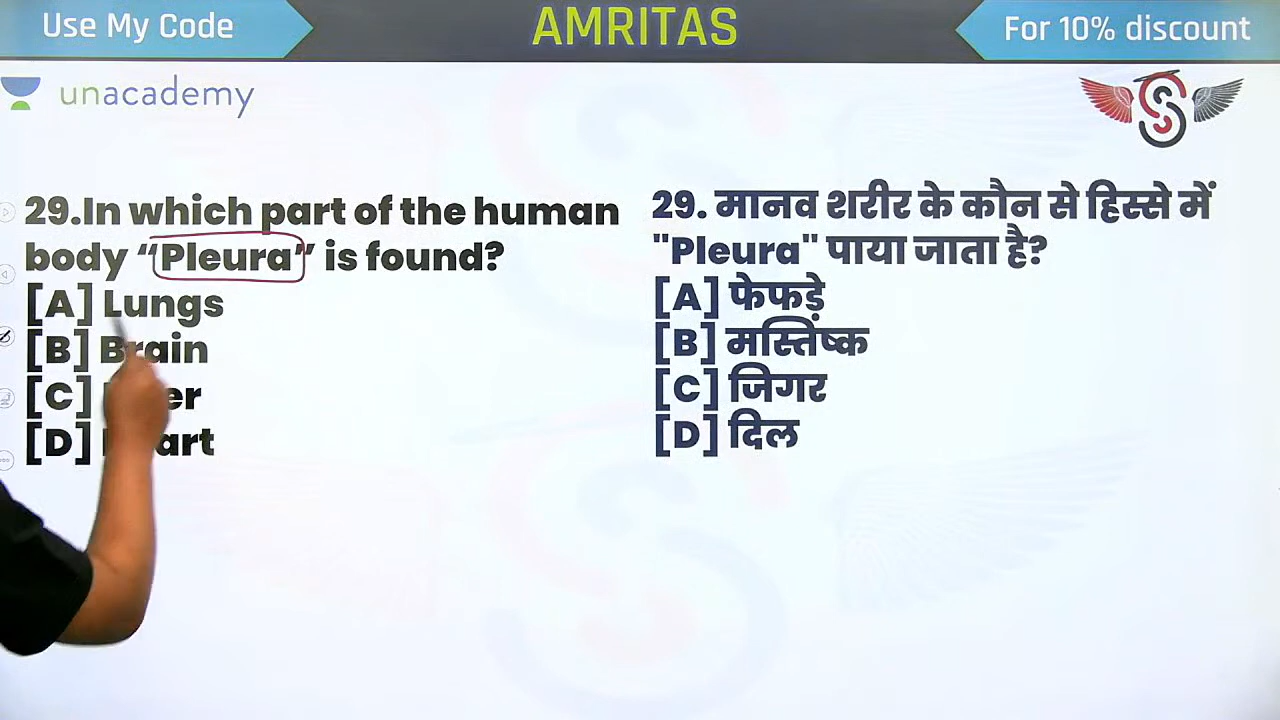 Use My Code
AMRITAS
For 10% discount
unacademy
29.In which part of the human
body “Pleura” is found?
[A] Lungs
[B] Brain
[C]
[D]
29. मानव शरीर के कौन से हिस्से में
"Pleura" पाया जाता है?
[A] फेफड़े
[B] मस्तिष्क
[C] जिगर
[D] दिल